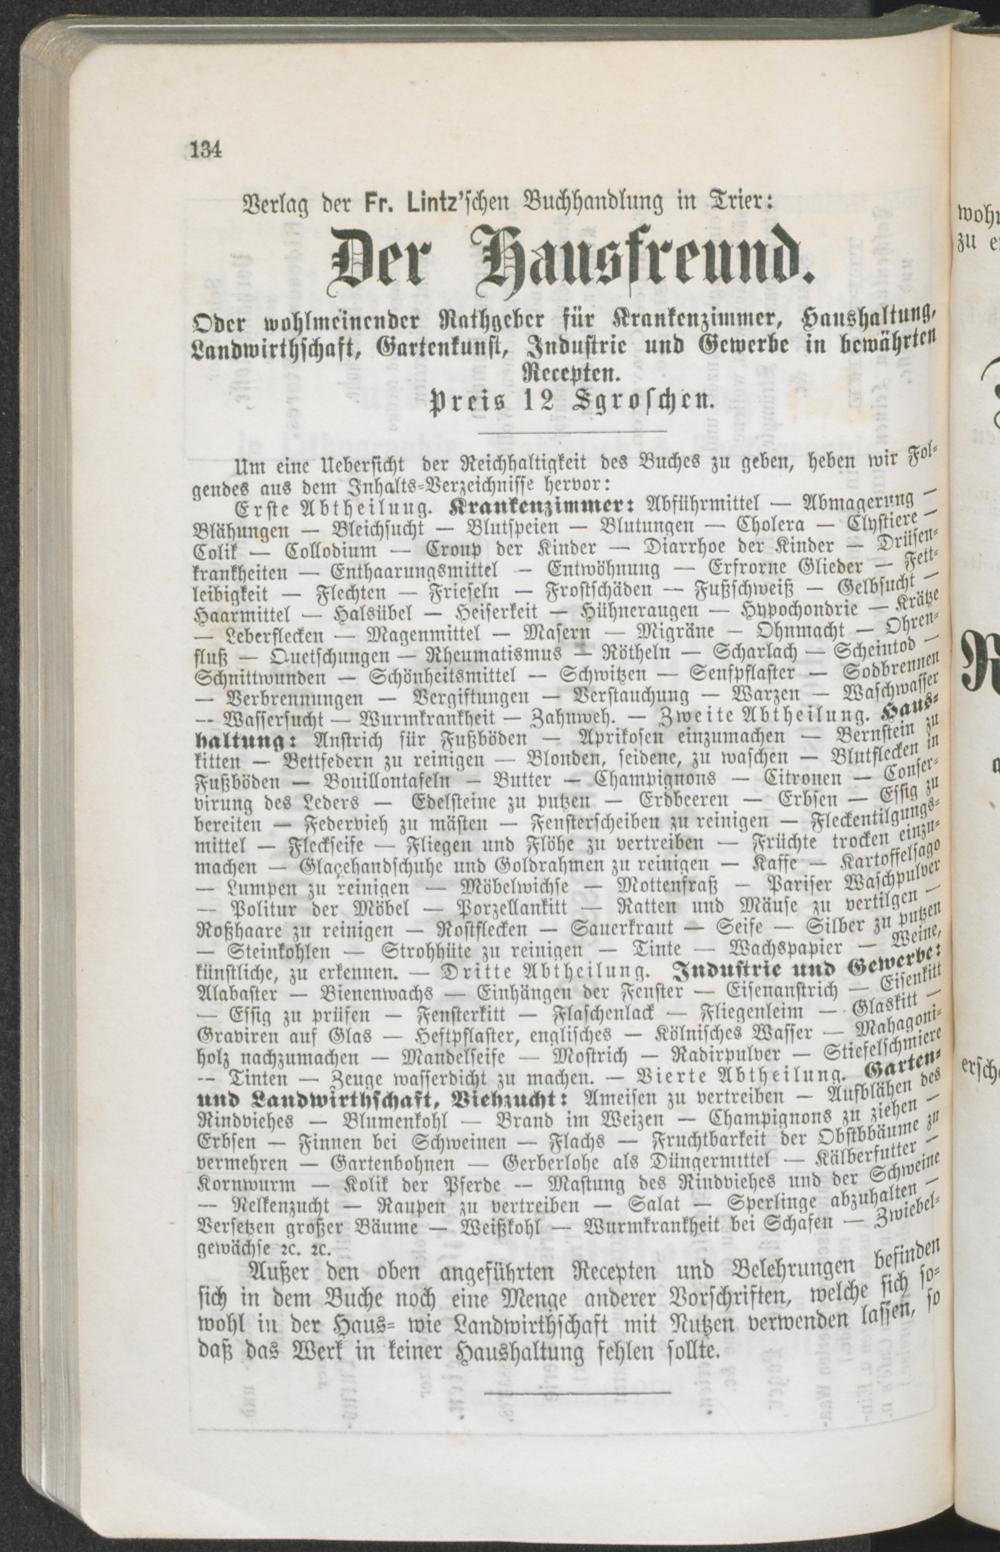 134
Verlag der Fr. Lintz'schen Buchhandlung in Trier:
Der Hausfreund.
Oder wohlmeinender Rathgeber für Krankenzimmer, Haushaltung,
Landwirthschaft, Gartenkunst, Industrie und Gewerbe in bewährten
Recepten.
Preis 12 Sgroschen.
Um eine Uebersicht der Reichhaltigkeit des Buches zu geben, heben wir Fol-
gendes aus dem Inhalts-Verzeichnisse hervor:
Erste Abtheilung. Krankenzimmer: Abführmittel — Abmagerung —
Blähungen — Bleichsucht — Blutspeien — Blutungen — Cholera — Clystiere —
Colik — Collodium — Croup der Kinder — Diarrhoe der Kinder — Drüsen-
krankheiten — Enthaarungsmittel — Entwöhnung — Erfrorne Glieder — Fett-
leibigkeit — Flechten — Frieseln — Frostschäden — Fußschweiß — Gelbsucht —
Haarmittel — Halsübel — Heiserkeit — Hühneraugen — Hypochondrie — Krätze
— Leberflecken — Magenmittel — Masern — Migräne — Ohnmacht — Ohren-
fluß — Quetschungen — Rheumatismus — Rötheln — Scharlach — Scheintod —
Schnittwunden — Schönheitsmittel — Schwitzen — Senfpflaster — Sodbrennen
— Verbrennungen — Vergiftungen — Verstauchung — Warzen — Waschwasser
— Wassersucht — Wurmkrankheit — Zahnweh. — Zweite Abtheilung. Haus-
haltung: Anstrich für Fußböden — Aprikosen einzumachen — Bernstein zu
kitten — Bettfedern zu reinigen — Blonden, seidene, zu waschen — Blutflecken in
Fußböden — Bouillontafeln — Butter — Champignons — Citronen — Conser-
virung des Leders — Edelsteine zu putzen — Erdbeeren — Erbsen — Essig zu
bereiten — Federvieh zu mästen — Fensterscheiben zu reinigen — Fleckentilgungs-
mittel — Fleckseife — Fliegen und Flöhe zu vertreiben — Früchte trocken einzu-
machen — Glaçehandschuhe und Goldrahmen zu reinigen — Kaffe — Kartoffelsago
— Lumpen zu reinigen — Möbelwichse — Mottenfraß — Pariser Waschpulver
— Politur der Möbel — Porzellankitt — Ratten und Mäuse zu vertilgen —
Roßhaare zu reinigen — Rostflecken — Sauerkraut — Seife — Silber zu putzen
— Steinkohlen — Strohhüte zu reinigen — Tinte — Wachspapier — Weine,
künstliche, zu erkennen. — Dritte Abtheilung. Industrie und Gewerbe:
Alabaster — Bienenwachs — Einhängen der Fenster — Eisenanstrich — Eisenkitt
— Essig zu prüfen — Fensterkitt — Flaschenlack — Fliegenleim — Glaskitt —
Graviren auf Glas — Heftpflaster, englisches — Kölnisches Wasser — Mahagoni-
holz nachzumachen — Mandelseife — Mostrich — Radirpulver — Stiefelschmiere
— Tinten — Zeuge wasserdicht zu machen. — Vierte Abtheilung. Garten-
und Landwirthschaft, Viehzucht: Ameisen zu vertreiben — Aufblähen des
Rindviehes — Blumenkohl — Brand im Weizen — Champignons zu ziehen —
Erbsen — Finnen bei Schweinen — Flachs — Fruchtbarkeit der Obstbbäume zu
vermehren — Gartenbohnen — Gerberlohe als Düngermittel — Kälberfutter —
Kornwurm — Kolik der Pferde — Mastung des Rindviehes und der Schweine
— Nelkenzucht — Raupen zu vertreiben — Salat — Sperlinge abzuhalten —
Versetzen großer Bäume — Weißkohl — Wurmkrankheit bei Schafen — Zwiebel-
gewächse ꝛc. ꝛc.
Außer den oben angeführten Recepten und Belehrungen befinden
sich in dem Buche noch eine Menge anderer Vorschriften, welche sich so-
wohl in der Haus- wie Landwirthschaft mit Nutzen verwenden lassen, so
daß das Werk in keiner Haushaltung fehlen sollte.